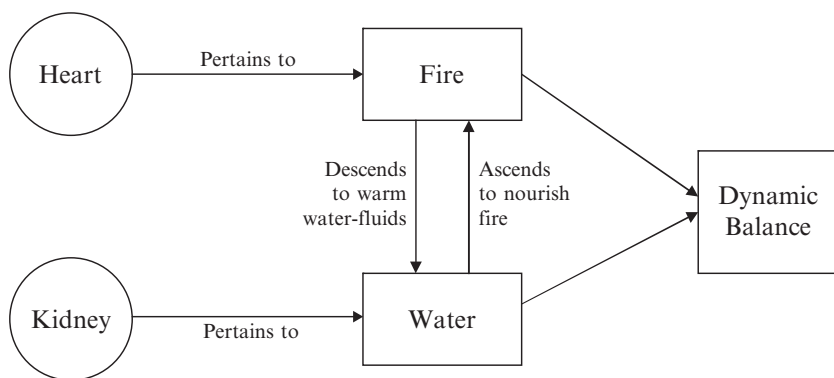 Heart
Pertains to
Fire
Descends
to warm
water-fluids
Ascends
to nourish
fire
Dynamic
Balance
Kidney
Pertains to
Water